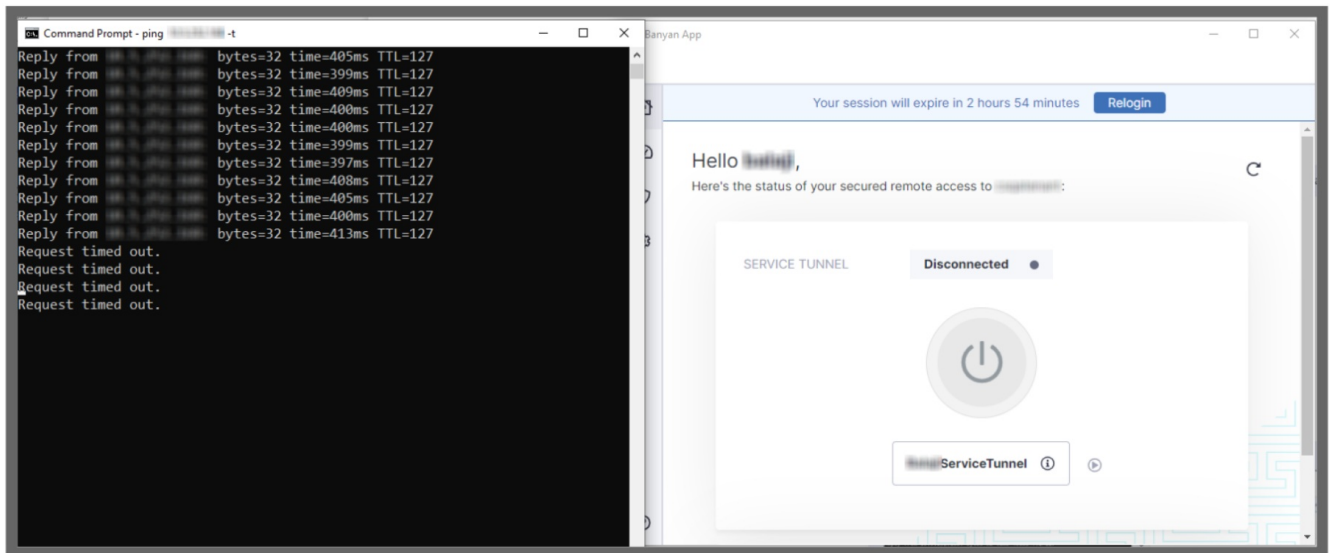 Command Prompt - ping -t
Reply from bytes=32 time=405ms TTL=127
Reply from bytes=32 time=399ms TTL=127
Reply from bytes=32 time=409ms TTL=127
Reply from bytes=32 time=400ms TTL=127
Reply from bytes=32 time=400ms TTL=127
Reply from bytes=32 time=399ms TTL=127
Reply from bytes=32 time=397ms TTL=127
Reply from bytes=32 time=408ms TTL=127
Reply from bytes=32 time=405ms TTL=127
Reply from bytes=32 time=400ms TTL=127
Reply from bytes=32 time=413ms TTL=127
Request timed out.
Request timed out.
Request timed out.
Request timed out.
Banyan App
Your session will expire in 2 hours 54 minutes Relogin
Hello ,
Here's the status of your secured remote access to :
SERVICE TUNNEL Disconnected
ServiceTunnel